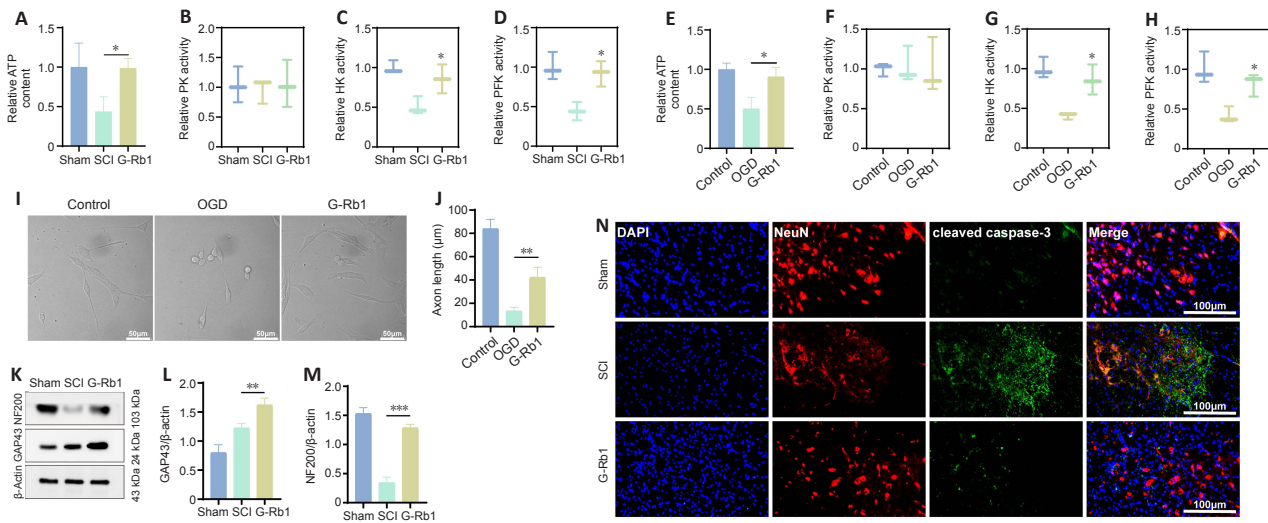 A
Relative ATP
content
1.5
1.0
0.5
0.0
*
Sham SCI G-Rb1
B
Relative PK activity
2.0
1.5
1.0
0.5
0.0
Sham SCI G-Rb1
C
Relative HK activity
1.5
1.0
0.5
0.0
*
Sham SCI G-Rb1
D
Relative PFK activity
1.5
1.0
0.5
0.0
*
Sham SCI G-Rb1
E
Relative ATP
content
1.5
1.0
0.5
0.0
*
Control
OGD
G-Rb1
F
Relative PK activity
1.5
1.0
0.5
0.0
Control
OGD
G-Rb1
G
Relative HK activity
1.5
1.0
0.5
0.0
*
Control
OGD
G-Rb1
H
Relative PFK activity
1.5
1.0
0.5
0.0
*
Control
OGD
G-Rb1
I
Control
OGD
G-Rb1
50μm
50μm
50μm
J
Axon length (μm)
100
80
60
40
20
0
**
Control
OGD
G-Rb1
K
Sham SCI G-Rb1
NF200
103 kDa
GAP43
24 kDa
β-Actin
43 kDa
L
GAP43/β-actin
2.0
1.5
1.0
0.5
0.0
**
Sham SCI G-Rb1
M
NF200/β-actin
2.0
1.5
1.0
0.5
0.0
***
Sham SCI G-Rb1
N
DAPI
NeuN
cleaved caspase-3
Merge
Sham
100μm
SCI
100μm
G-Rb1
100μm